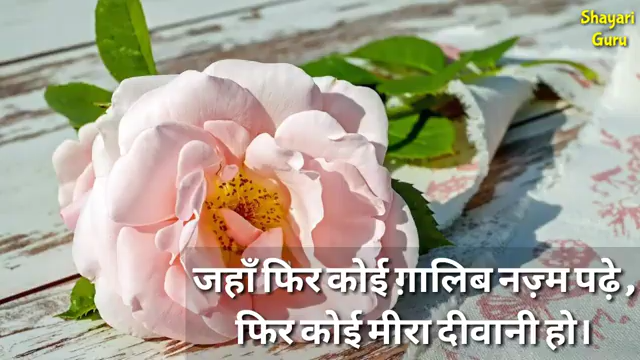 Shayari
Guru
जहाँ फिर कोई ग़ालिब नज़्म पढ़े ,
फिर कोई मीरा दीवानी हो।